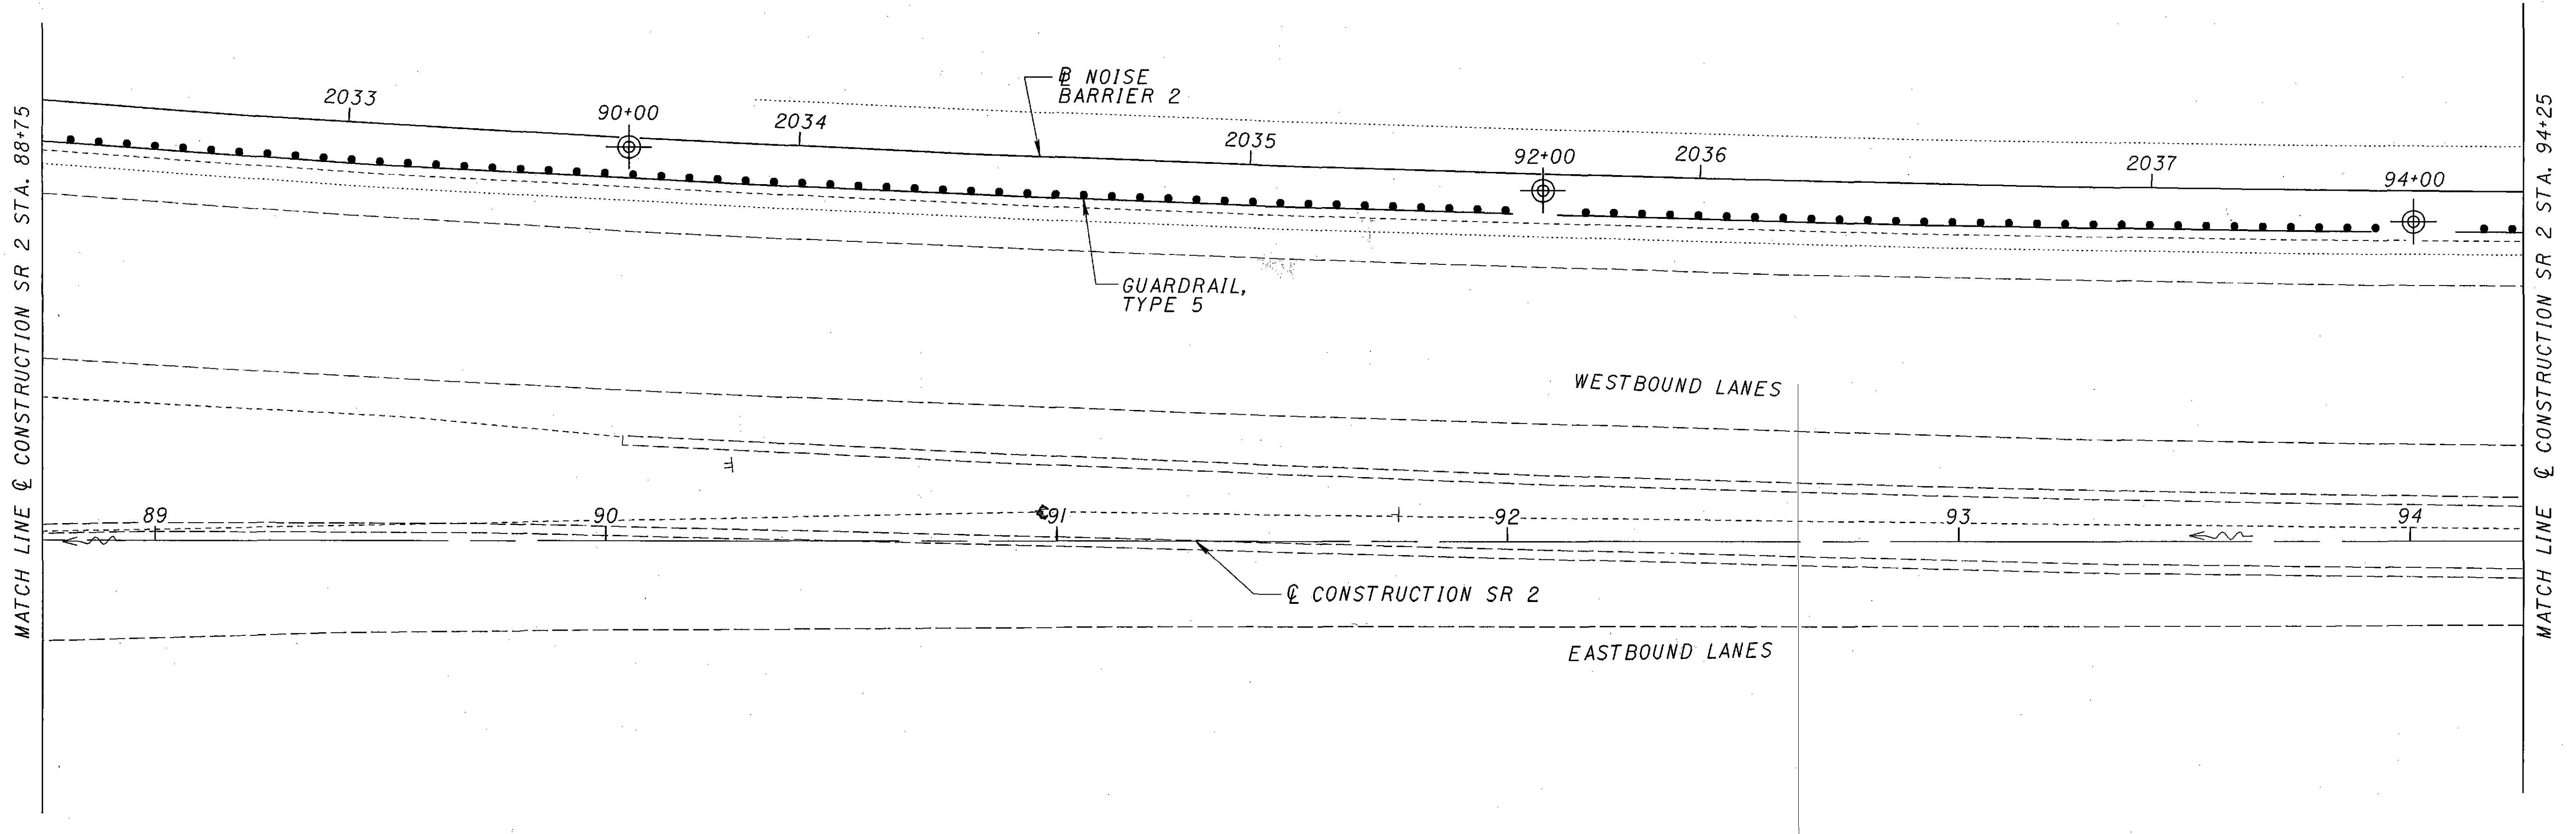 MATCH LINE ℄ CONSTRUCTION SR 2 STA. 88+75
2033
90+00
2034
BL NOISE
BARRIER 2
2035
92+00
2036
2037
94+00
GUARDRAIL,
TYPE 5
WESTBOUND LANES
89
90
91
92
93
94
℄ CONSTRUCTION SR 2
EASTBOUND LANES
MATCH LINE ℄ CONSTRUCTION SR 2 STA. 94+25